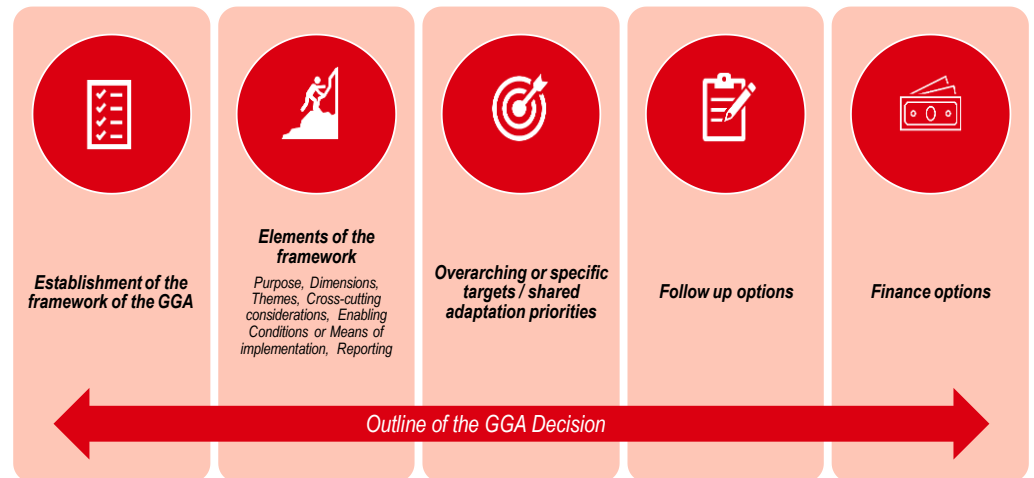 Establishment of the
framework of the GGA
Elements of the
framework
Purpose, Dimensions,
Themes, Cross-cutting
considerations, Enabling
Conditions or Means of
implementation, Reporting
Overarching or specific
targets / shared
adaptation priorities
Follow up options
Finance options
Outline of the GGA Decision